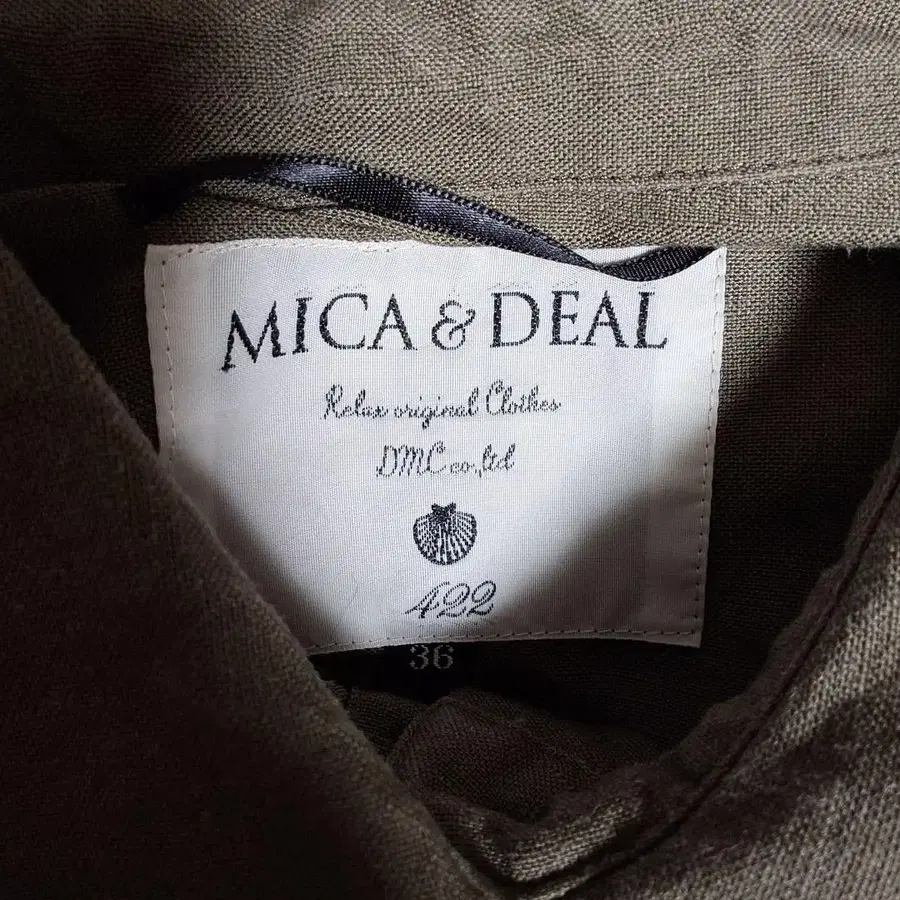 MICA & DEAL
Relax original Clothes
DMC co.,ltd
422
36